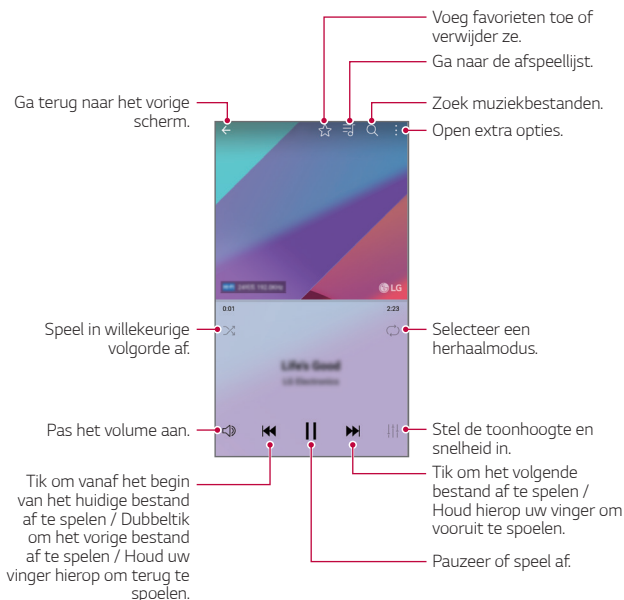 Voeg favorieten toe of
verwijder ze.
Ga naar de afspeellijst.
Ga terug naar het vorige
scherm.
Zoek muziekbestanden.
Open extra opties.
LG
0:01
2:23
Speel in willekeurige
volgorde af.
Selecteer een
herhaalmodus.
Life's Good
LG Electronics
Pas het volume aan.
Stel de toonhoogte en
snelheid in.
Tik om vanaf het begin
van het huidige bestand
af te spelen / Dubbeltik
om het vorige bestand
af te spelen / Houd uw
vinger hierop om terug te
spoelen.
Tik om het volgende
bestand af te spelen /
Houd hierop uw vinger om
vooruit te spoelen.
Pauzeer of speel af.